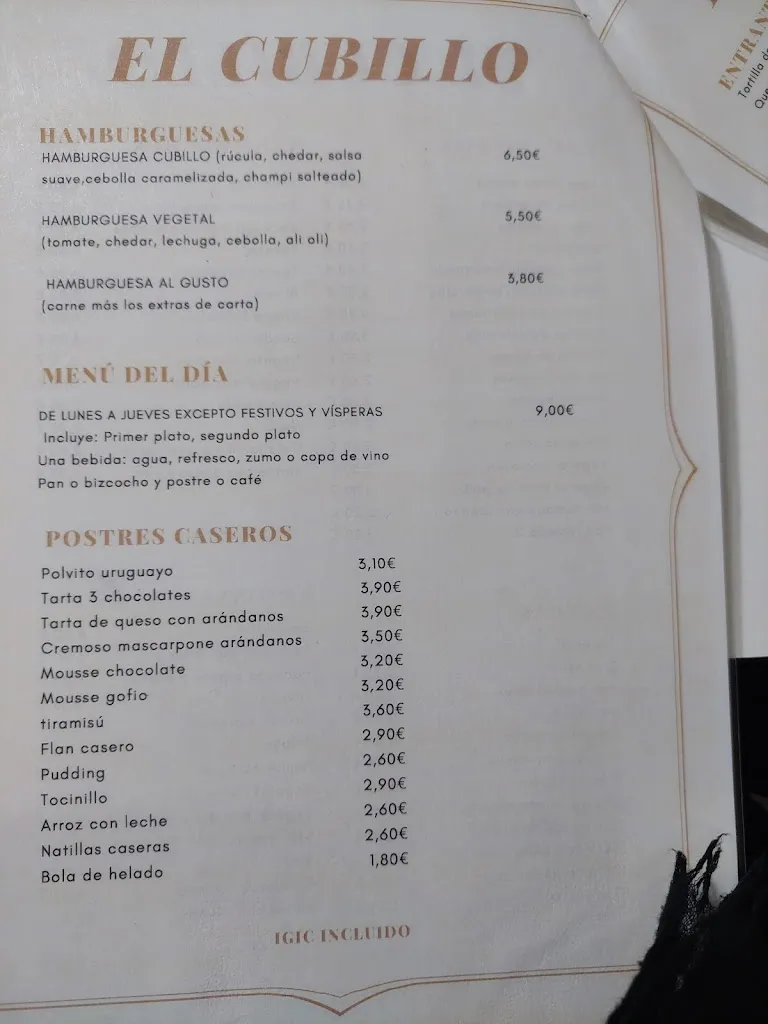 EL CUBILLO
HAMBURGUESAS
HAMBURGUESA CUBILLO (rúcula, chedar, salsa 6,50€
suave,cebolla caramelizada, champi salteado)
HAMBURGUESA VEGETAL 5,50€
(tomate, chedar, lechuga, cebolla, ali oli)
HAMBURGUESA AL GUSTO 3,80€
(carne más los extras de carta)
MENÚ DEL DÍA
DE LUNES A JUEVES EXCEPTO FESTIVOS Y VÍSPERAS 9,00€
Incluye: Primer plato, segundo plato
Una bebida: agua, refresco, zumo o copa de vino
Pan o bizcocho y postre o café
POSTRES CASEROS
Polvito uruguayo 3,10€
Tarta 3 chocolates 3,90€
Tarta de queso con arándanos 3,90€
Cremoso mascarpone arándanos 3,50€
Mousse chocolate 3,20€
Mousse gofio 3,20€
tiramisú 3,60€
Flan casero 2,90€
Pudding 2,60€
Tocinillo 2,90€
Arroz con leche 2,60€
Natillas caseras 2,60€
Bola de helado 1,80€
IGIC INCLUIDO
Tortilla